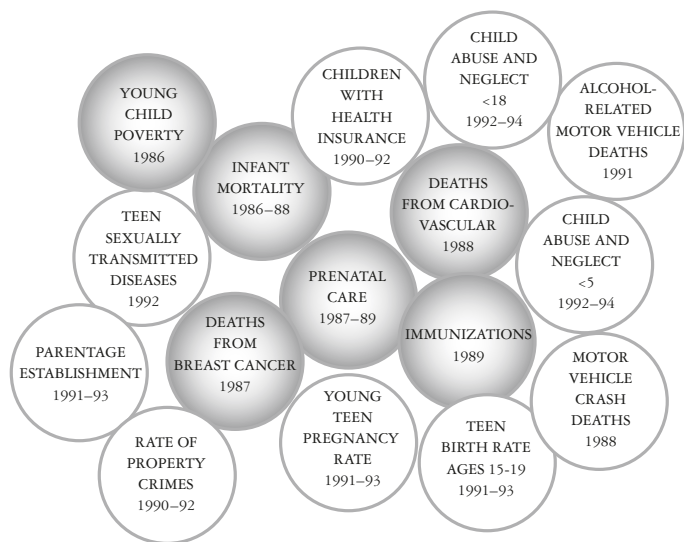 CHILD
ABUSE AND
NEGLECT
<18
1992–94
CHILDREN
WITH
HEALTH
INSURANCE
1990–92
YOUNG
CHILD
POVERTY
1986
ALCOHOL-
RELATED
MOTOR VEHICLE
DEATHS
1991
INFANT
MORTALITY
1986–88
DEATHS
FROM CARDIO-
VASCULAR
1988
TEEN
SEXUALLY
TRANSMITTED
DISEASES
1992
CHILD
ABUSE AND
NEGLECT
<5
1992–94
PRENATAL
CARE
1987–89
DEATHS
FROM
BREAST CANCER
1987
IMMUNIZATIONS
1989
PARENTAGE
ESTABLISHMENT
1991–93
MOTOR
VEHICLE
CRASH
DEATHS
1988
YOUNG
TEEN
PREGNANCY
RATE
1991–93
RATE OF
PROPERTY
CRIMES
1990–92
TEEN
BIRTH RATE
AGES 15-19
1991–93